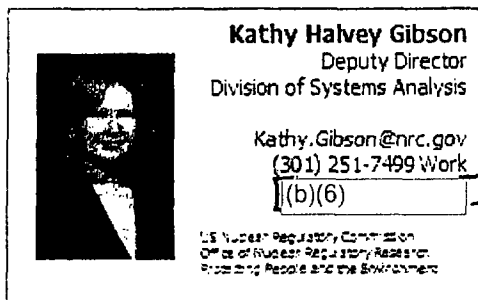 Kathy Halvey Gibson
Deputy Director
Division of Systems Analysis
Kathy.Gibson@nrc.gov
(301) 251-7499 Work
(b)(6)
US Nuclear Regulatory Commission
Office of Nuclear Regulatory Research
Protecting People and the Environment